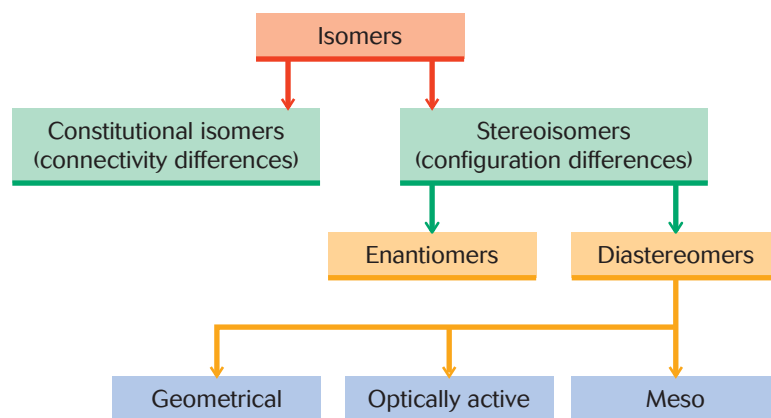 Isomers
Constitutional isomers
(connectivity differences)
Stereoisomers
(configuration differences)
Enantiomers
Diastereomers
Geometrical
Optically active
Meso